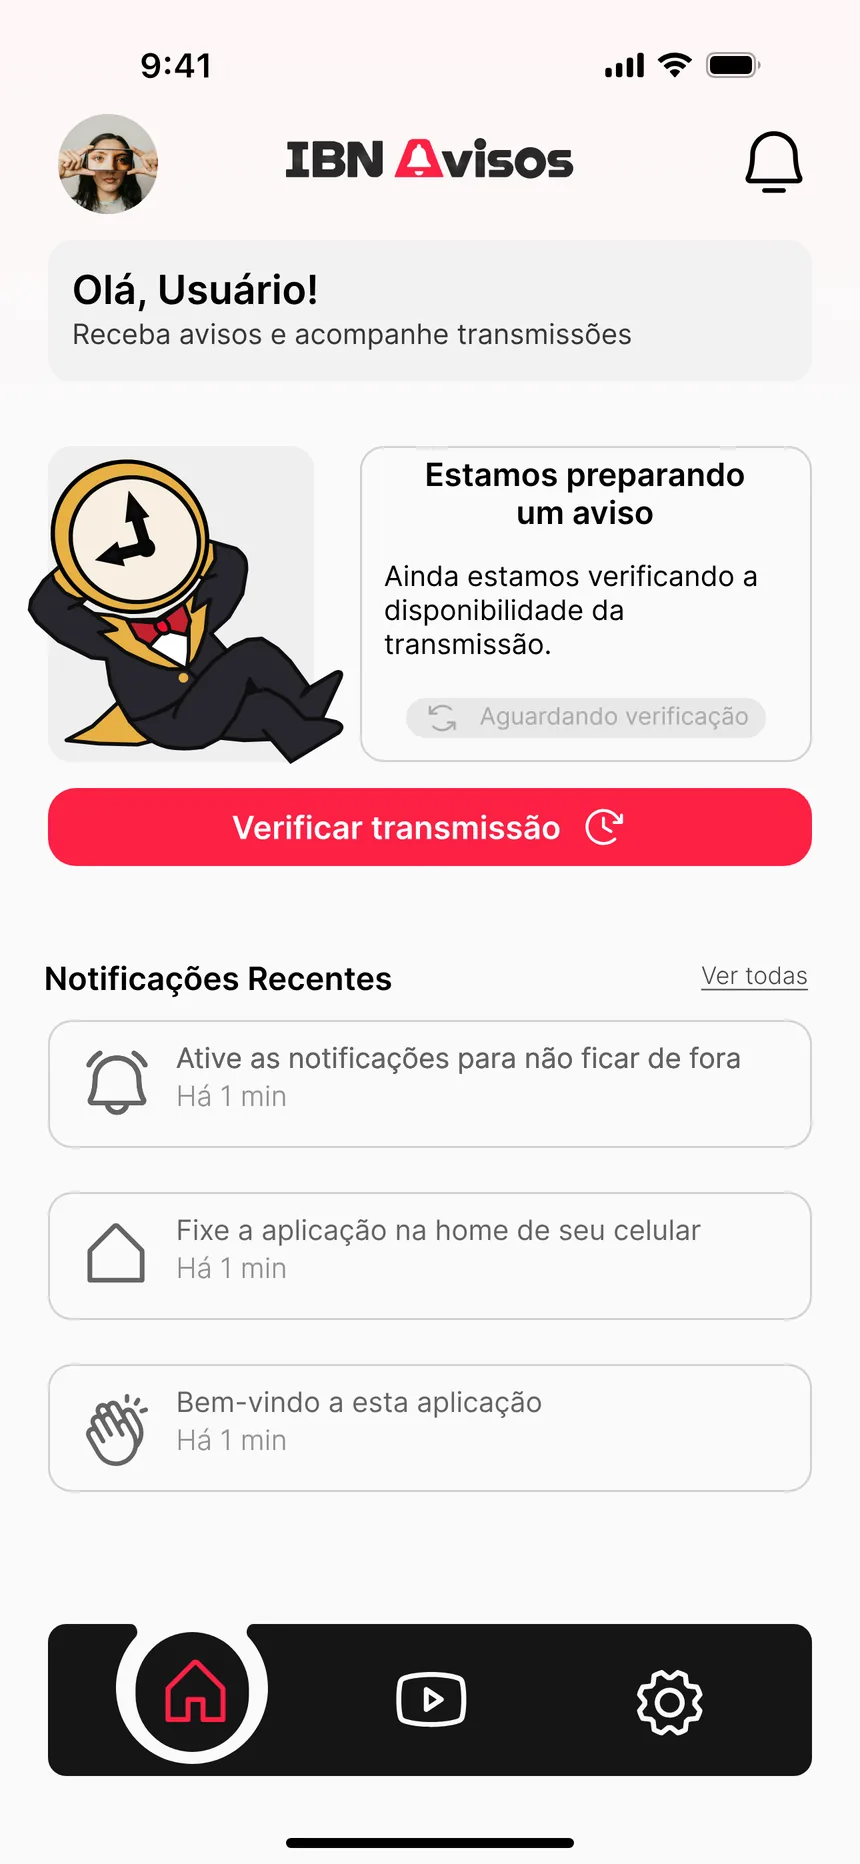 9:41
IBN Avisos
Olá, Usuário!
Receba avisos e acompanhe transmissões
Estamos preparando
um aviso
Ainda estamos verificando a
disponibilidade da
transmissão.
Aguardando verificação
Verificar transmissão
Notificações Recentes
Ver todas
Ative as notificações para não ficar de fora
Há 1 min
Fixe a aplicação na home de seu celular
Há 1 min
Bem-vindo a esta aplicação
Há 1 min